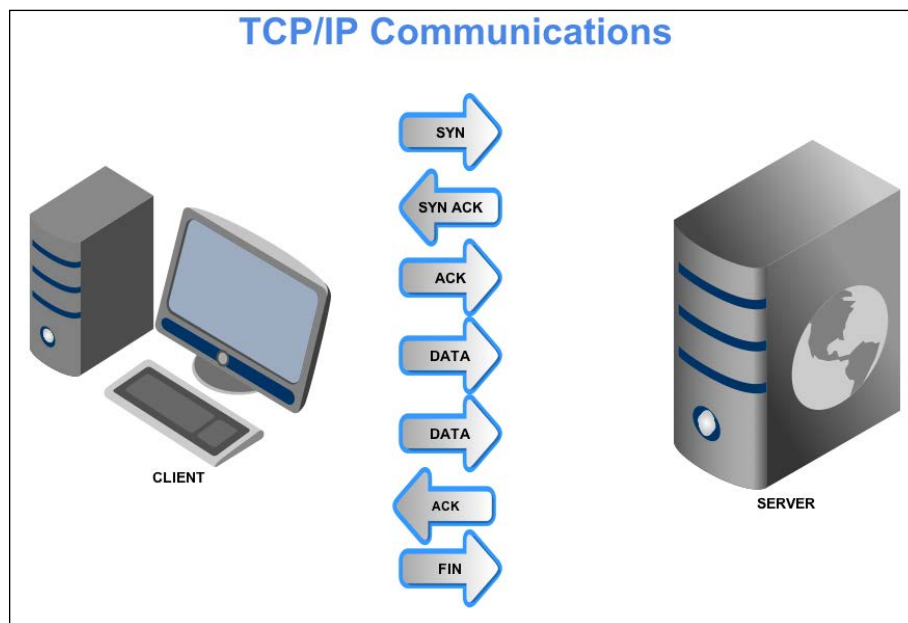 TCP/IP Communications
SYN
SYN ACK
ACK
DATA
DATA
ACK
FIN
CLIENT
SERVER